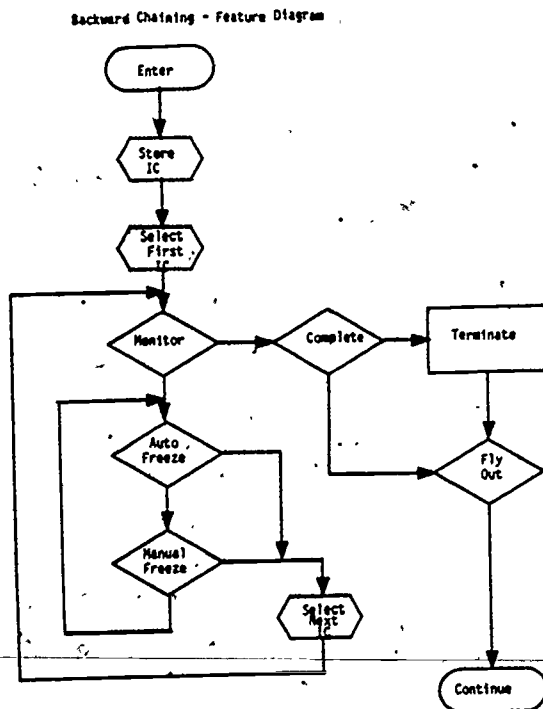 Backward Chaining - Feature Diagram
Enter
Store
IC
Select
First
IC
Monitor
Complete
Terminate
Auto
Freeze
Fly
Out
Manual
Freeze
Select
Next
IC
Continue